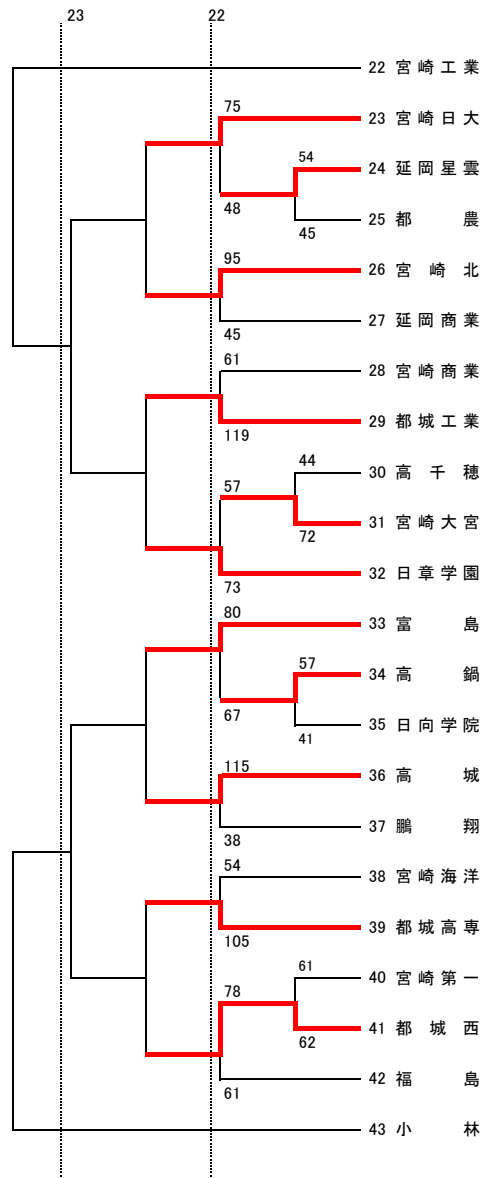 23 22
22 宮崎工業
75
23 宮崎日大
54
24 延岡星雲
48
45
25 都農
95
26 宮崎北
27 延岡商業
45
61
28 宮崎商業
29 都城工業
119
44
30 高千穂
57
31 宮崎大宮
72
32 日章学園
73
80
33 富島
57
34 高鍋
67
35 日向学院
41
115
36 高城
37 鵬翔
38
54
38 宮崎海洋
39 都城高専
105
61
40 宮崎第一
78
41 都城西
62
42 福島
61
43 小林